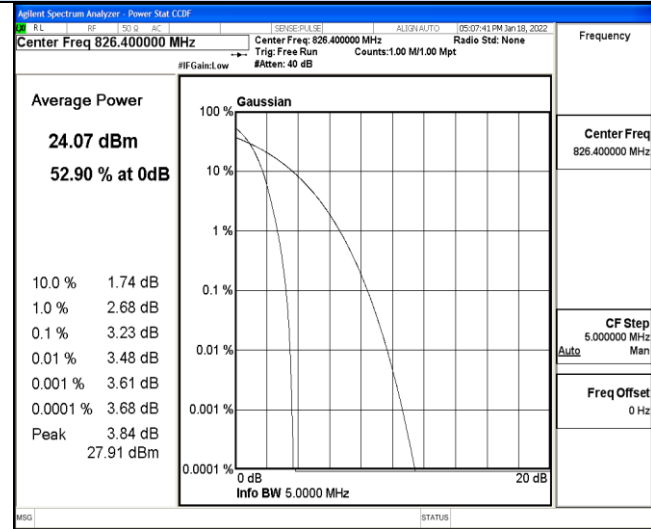 Agilent Spectrum Analyzer - Power Stat CCDF
RL RF 50 Ω AC SENSE:PULSE ALIGN AUTO 05:07:41 PM Jan 18, 2022
Center Freq 826.400000 MHz
Center Freq: 826.400000 MHz Radio Std: None
Trig: Free Run Counts:1.00 M/1.00 Mpt
#IFGain:Low #Atten: 40 dB
Frequency
Average Power
24.07 dBm
52.90 % at 0dB
10.0 % 1.74 dB
1.0 % 2.68 dB
0.1 % 3.23 dB
0.01 % 3.48 dB
0.001 % 3.61 dB
0.0001 % 3.68 dB
Peak 3.84 dB
27.91 dBm
Gaussian
100 %
10 %
1 %
0.1 %
0.01 %
0.001 %
0.0001 %
0 dB 20 dB
Info BW 5.0000 MHz
Center Freq
826.400000 MHz
CF Step
5.000000 MHz
Auto Man
Freq Offset
0 Hz
MSG STATUS